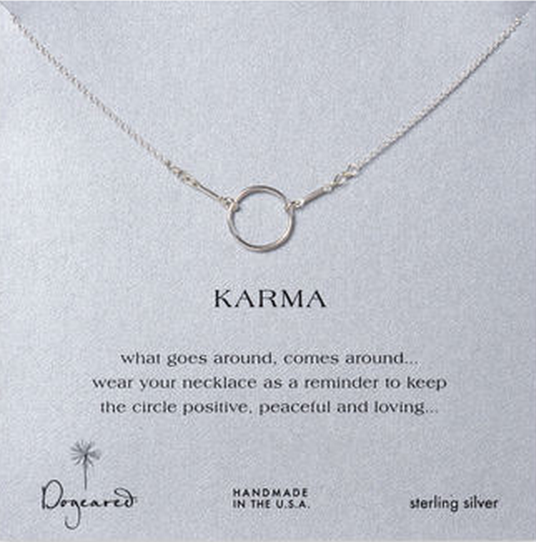 KARMA
what goes around, comes around...
wear your necklace as a reminder to keep
the circle positive, peaceful and loving...
Dogeared
HANDMADE
IN THE U.S.A.
sterling silver